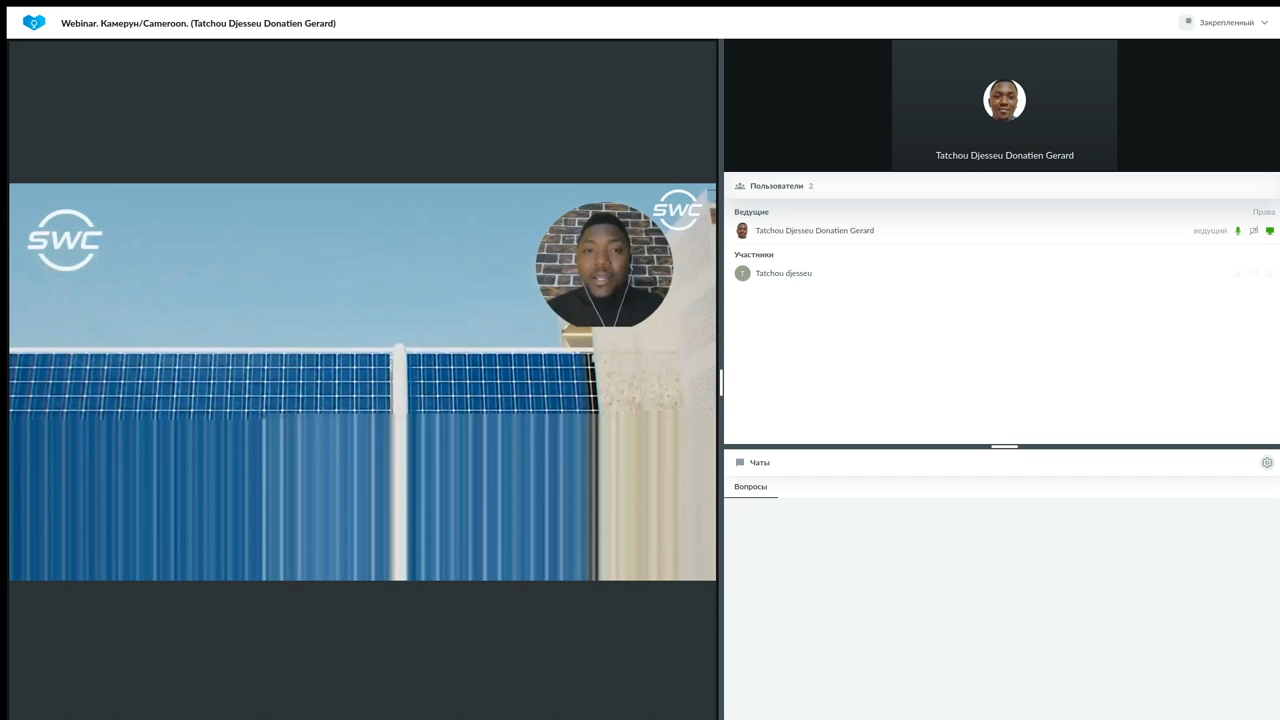 Webinar. Камерун/Cameroon. (Tatchou Djesseu Donatien Gerard)
Закрепленный
SWC
SWC
Tatchou Djesseu Donatien Gerard
Пользователи 2
Ведущие
Права
Tatchou Djesseu Donatien Gerard
ведущий
Участники
T
Tatchou djesseu
Чаты
Вопросы